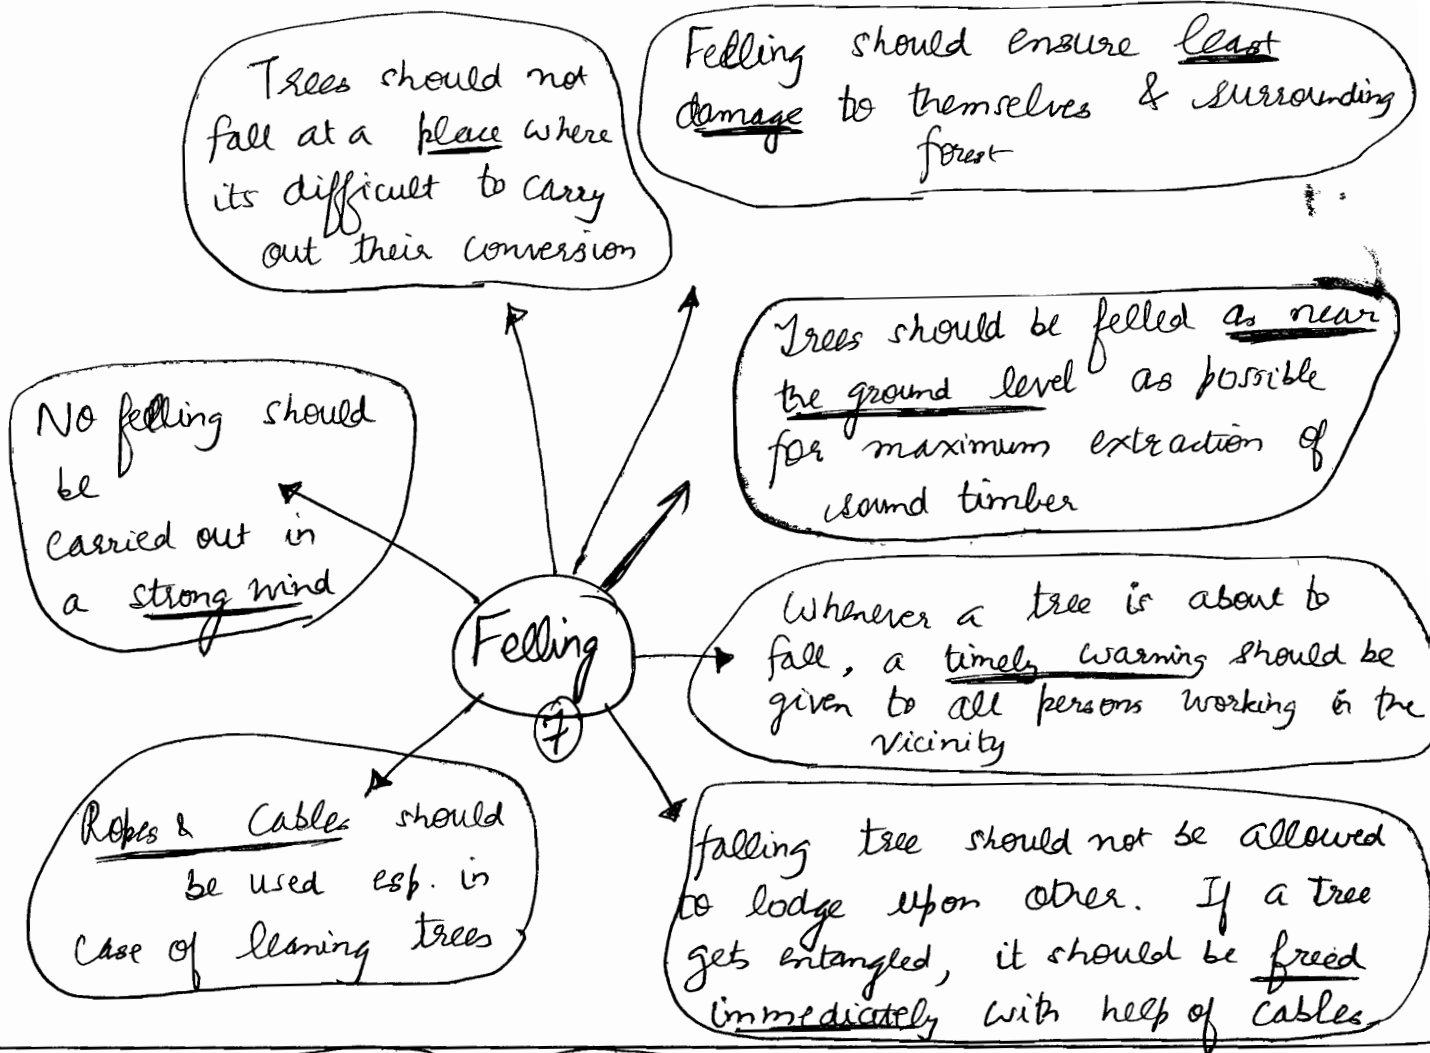 Trees should not
fall at a place where
its difficult to carry
out their conversion
Felling should ensure least
damage to themselves & surrounding
forest
Trees should be felled as near
the ground level as possible
for maximum extraction of
sound timber
No felling should
be
carried out in
a strong wind
Felling
7
Whenever a tree is about to
fall, a timely warning should be
given to all persons working in the
vicinity
Ropes & Cables should
be used esp. in
case of leaning trees
falling tree should not be allowed
to lodge upon other. If a tree
gets entangled, it should be freed
immediately with help of cables